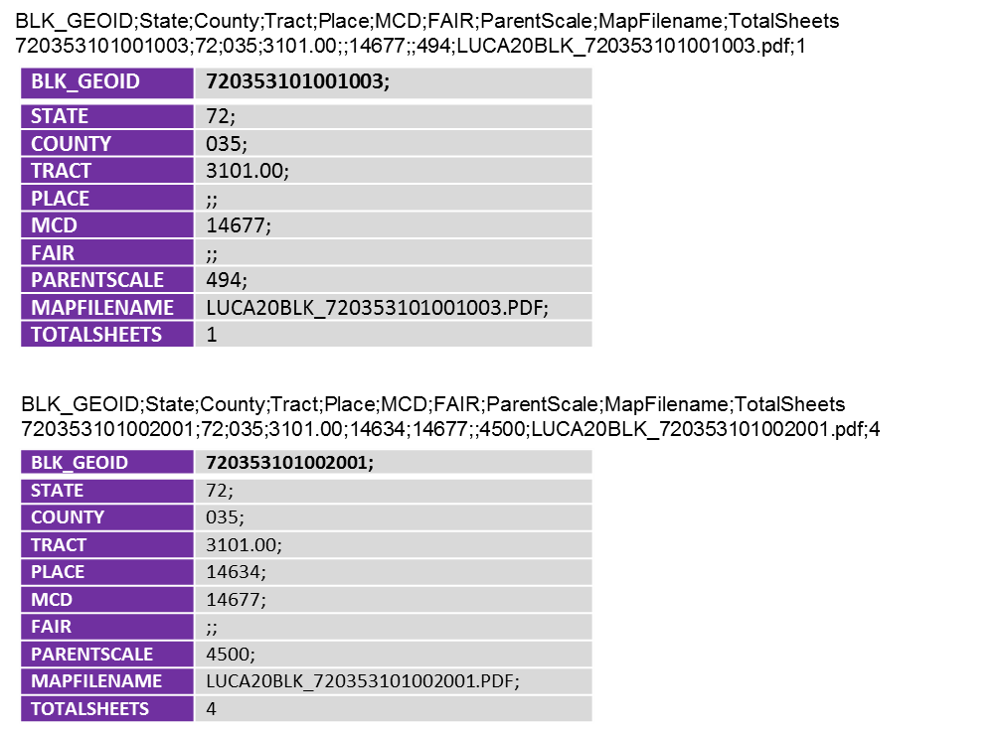 BLK_GEOID;State;County;Tract;Place;MCD;FAIR;ParentScale;MapFilename;TotalSheets
720353101001003;72;035;3101.00;;14677;;494;LUCA20BLK_720353101001003.pdf;1
BLK_GEOID 720353101001003;
STATE 72;
COUNTY 035;
TRACT 3101.00;
PLACE ;;
MCD 14677;
FAIR ;;
PARENTSCALE 494;
MAPFILENAME LUCA20BLK_720353101001003.PDF;
TOTALSHEETS 1
BLK_GEOID;State;County;Tract;Place;MCD;FAIR;ParentScale;MapFilename;TotalSheets
720353101002001;72;035;3101.00;14634;14677;;4500;LUCA20BLK_720353101002001.pdf;4
BLK_GEOID 720353101002001;
STATE 72;
COUNTY 035;
TRACT 3101.00;
PLACE 14634;
MCD 14677;
FAIR ;;
PARENTSCALE 4500;
MAPFILENAME LUCA20BLK_720353101002001.PDF;
TOTALSHEETS 4